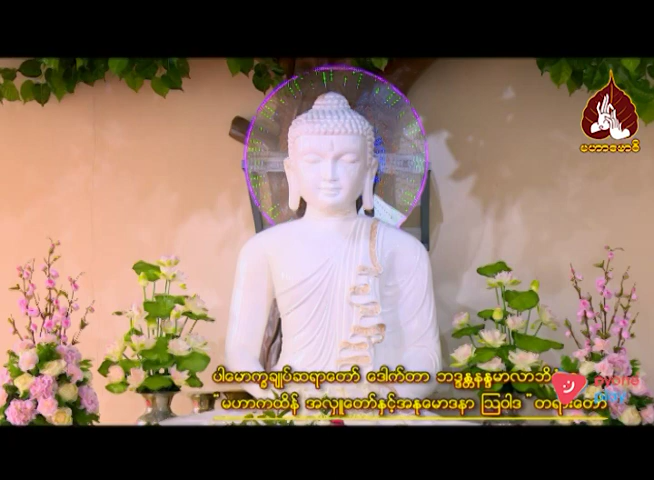 မဟာဗောဓိ
ပါမောက္ခချုပ်ဆရာတော် ဒေါက်တာ ဘဒ္ဒန္တနန္ဒမာလာဘိဝံ
"မဟာကထိန် အလှူတော်နှင့်အနုမောဒနာ ဩဝါဒ" တရားတော်